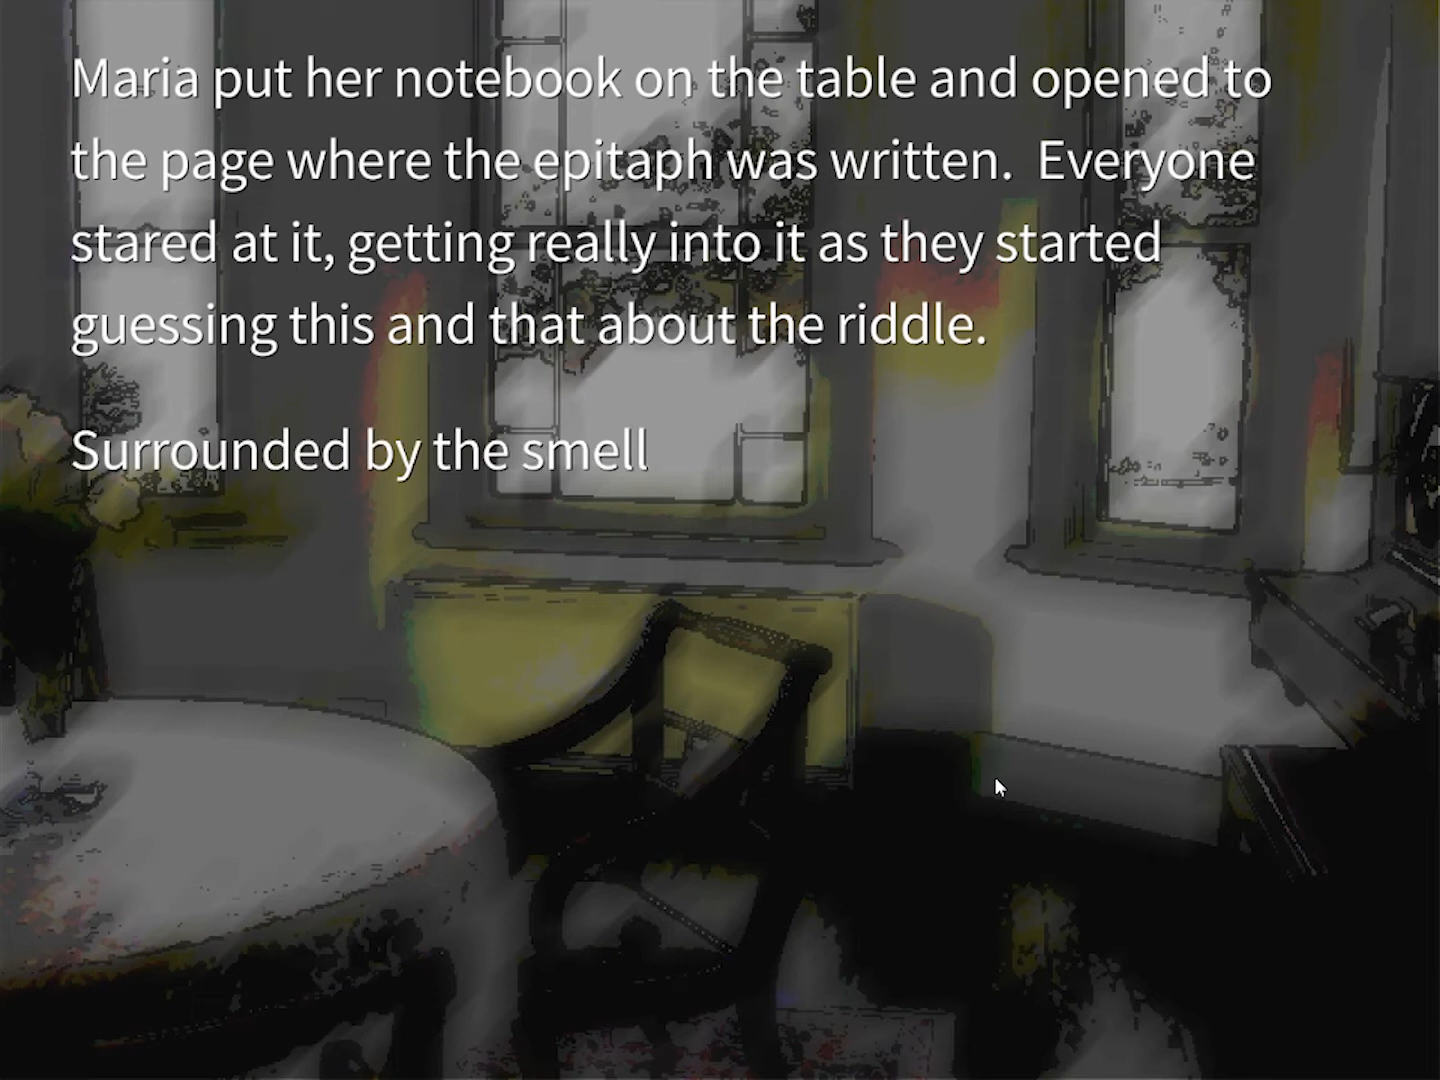 Maria put her notebook on the table and opened to
the page where the epitaph was written.  Everyone
stared at it, getting really into it as they started
guessing this and that about the riddle.
Surrounded by the smell